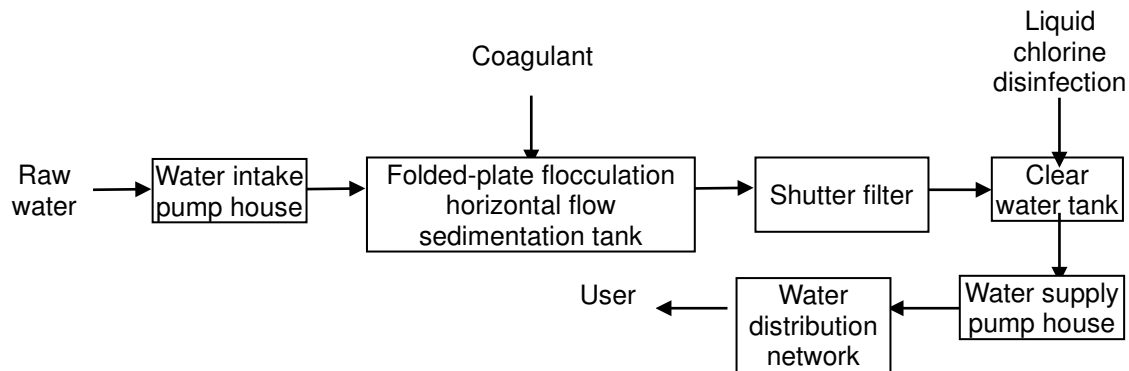 Coagulant
Liquid
chlorine
disinfection
Raw
water
Water intake
pump house
Folded-plate flocculation
horizontal flow
sedimentation tank
Shutter filter
Clear
water tank
User
Water
distribution
network
Water supply
pump house